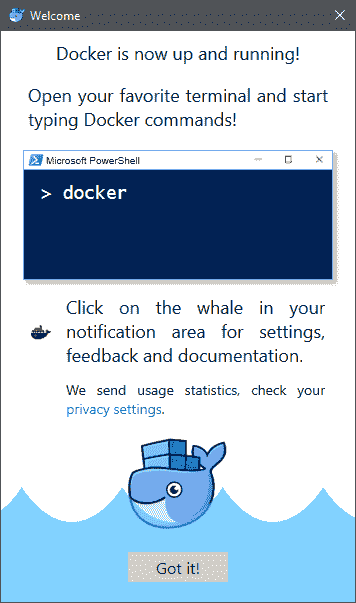 Welcome
Docker is now up and running!
Open your favorite terminal and start
typing Docker commands!
Microsoft PowerShell
> docker
Click on the whale in your
notification area for settings,
feedback and documentation.
We send usage statistics, check your
privacy settings.
Got it!